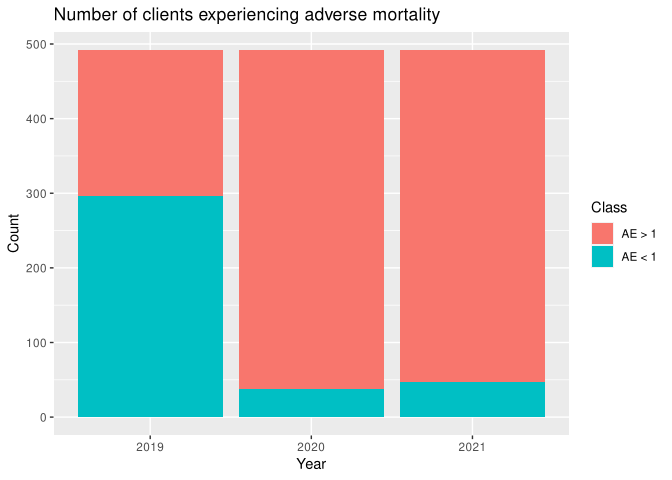 Number of clients experiencing adverse mortality
500
400
300
200
100
0
Count
2019
2020
2021
Year
Class
AE > 1
AE < 1